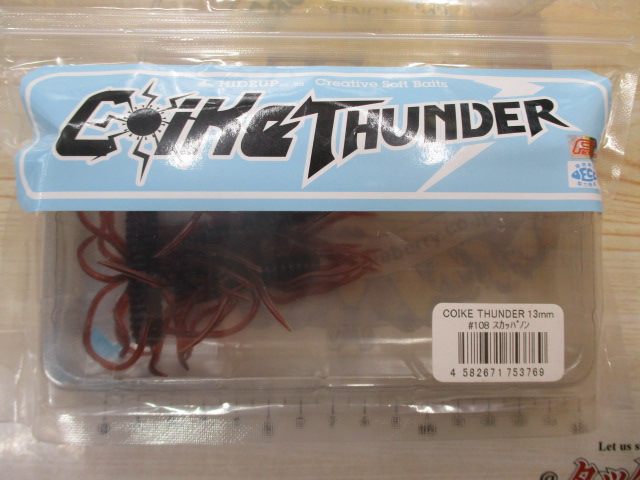 HIDEUP Creative Soft Baits
COIKE THUNDER
COIKE THUNDER 13mm
#108 スカッパノン
4 582671 753769
Let us s